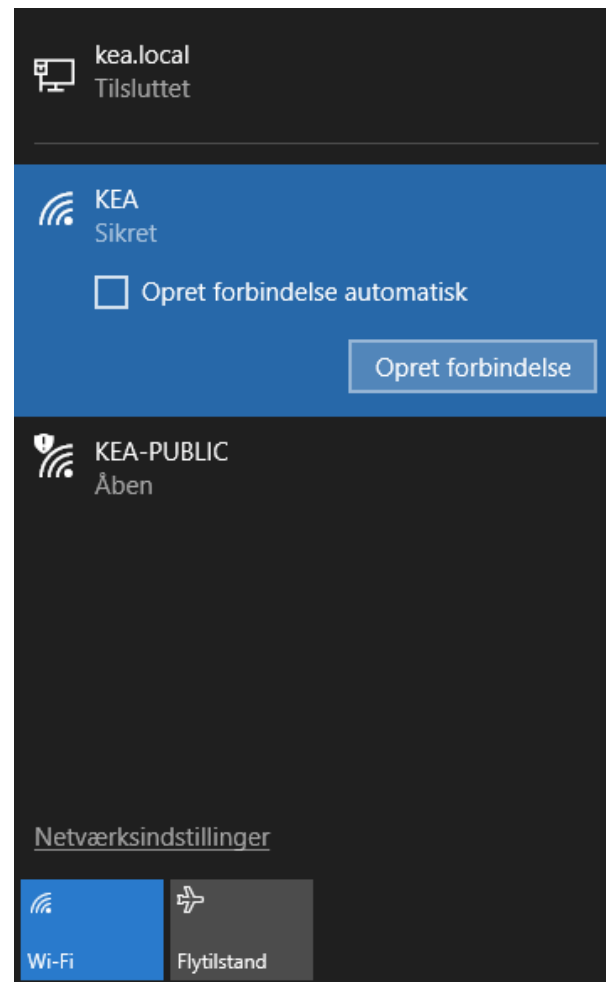 kea.local
Tilsluttet
KEA
Sikret
Opret forbindelse automatisk
Opret forbindelse
KEA-PUBLIC
Åben
Netværksindstillinger
Wi-Fi
Flytilstand